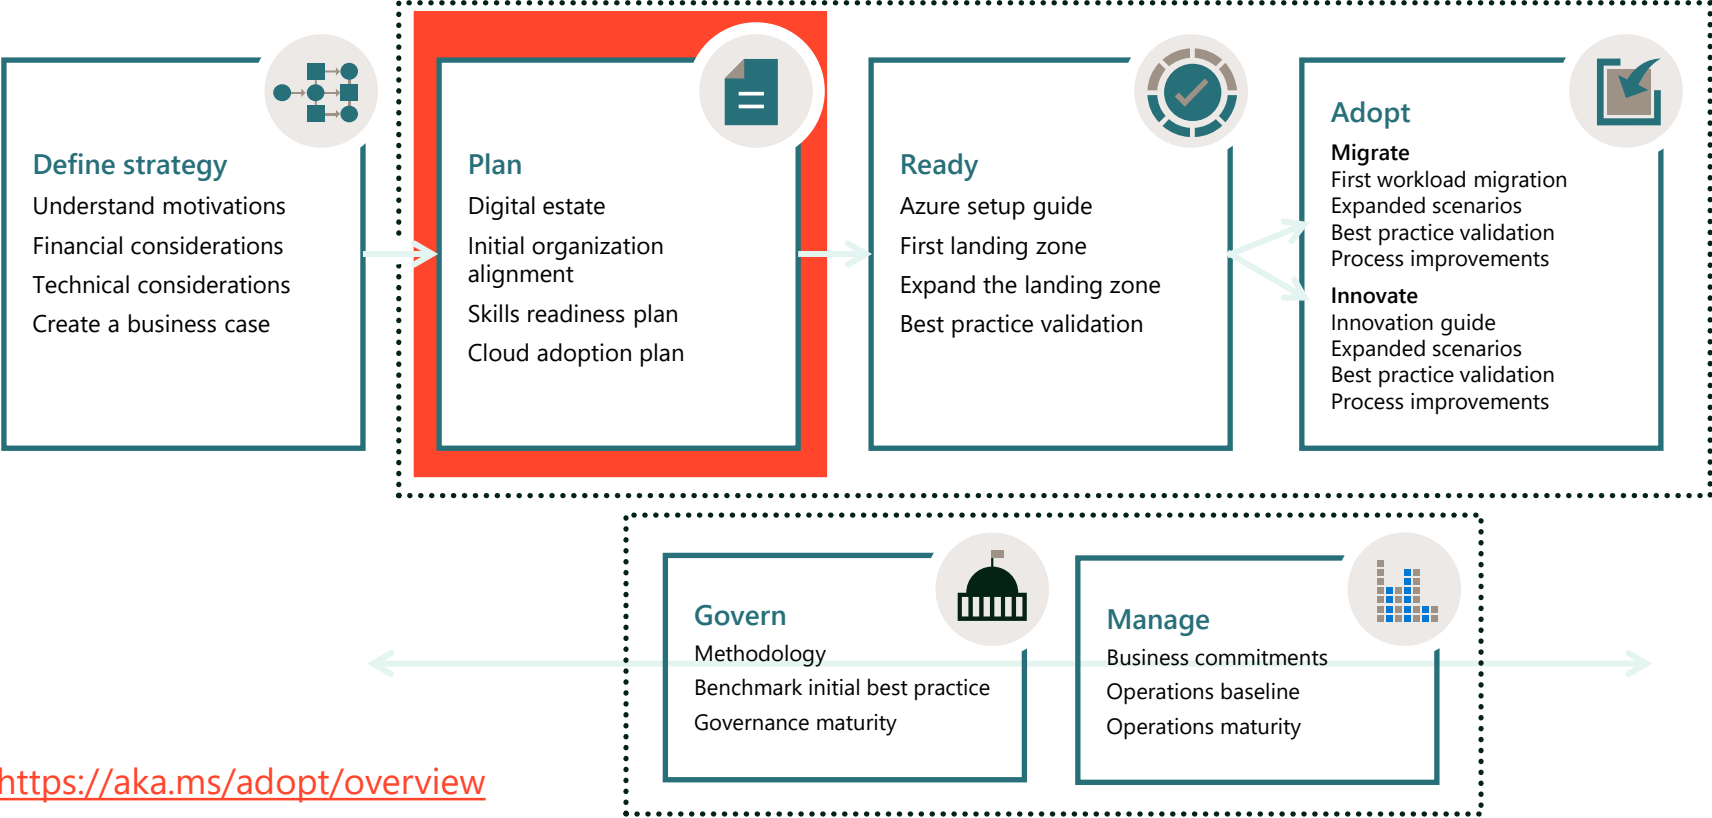 Define strategy
Understand motivations
Financial considerations
Technical considerations
Create a business case
Plan
Digital estate
Initial organization
alignment
Skills readiness plan
Cloud adoption plan
Ready
Azure setup guide
First landing zone
Expand the landing zone
Best practice validation
Adopt
Migrate
First workload migration
Expanded scenarios
Best practice validation
Process improvements
Innovate
Innovation guide
Expanded scenarios
Best practice validation
Process improvements
Govern
Methodology
Benchmark initial best practice
Governance maturity
Manage
Business commitments
Operations baseline
Operations maturity
https://aka.ms/adopt/overview